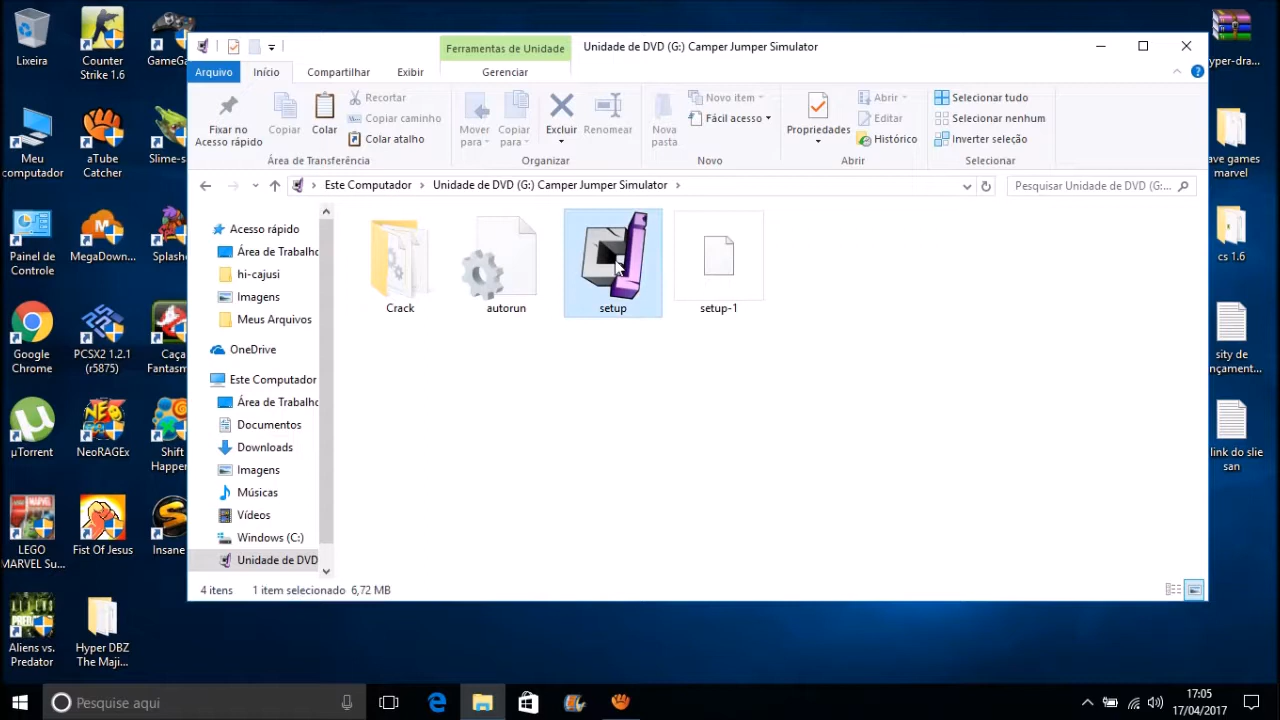 Unidade de DVD (G:) Camper Jumper Simulator
Ferramentas de Unidade
Arquivo
Início
Compartilhar
Exibir
Gerenciar
Fixar no
Acesso rápido
Copiar
Colar
Recortar
Copiar caminho
Colar atalho
Área de Transferência
Mover
para
Copiar
para
Excluir
Renomear
Organizar
Nova
pasta
Novo item
Fácil acesso
Novo
Propriedades
Abrir
Editar
Histórico
Abrir
Selecionar tudo
Selecionar nenhum
Inverter seleção
Selecionar
Este Computador
Unidade de DVD (G:) Camper Jumper Simulator
Pesquisar Unidade de DVD (G:...
Acesso rápido
Área de Trabalho
hi-cajusi
Imagens
Meus Arquivos
OneDrive
Este Computador
Área de Trabalho
Documentos
Downloads
Imagens
Músicas
Vídeos
Windows (C:)
Unidade de DVD
Crack
autorun
setup
setup-1
4 itens
1 item selecionado 6,72 MB
Lixeira
Counter
Strike 1.6
GameGa
Meu
computador
aTube
Catcher
Slime-s
Painel de
Controle
MegaDown...
Splashe
Google
Chrome
PCSX2 1.2.1
(r5875)
Caça
Fantasm
µTorrent
NeoRAGEx
Shift
Happer
LEGO
MARVEL Su...
Fist Of Jesus
Insane
Aliens vs.
Predator
Hyper DBZ
The Maji...
yper-dra...
ave games
marvel
cs 1.6
sity de
nçament...
link do slie
san
Pesquise aqui
17:05
17/04/2017